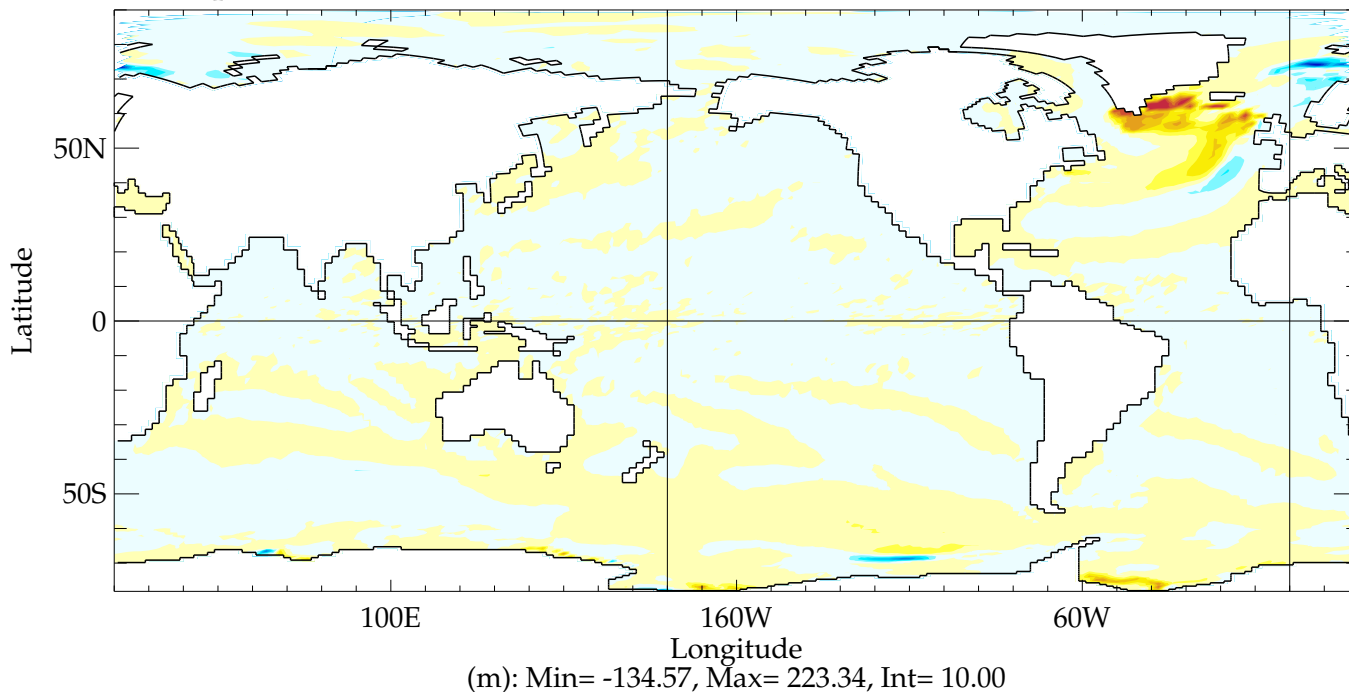 50N
0
50S
Latitude
100E 160W 60W
Longitude
(m): Min= -134.57, Max= 223.34, Int= 10.00